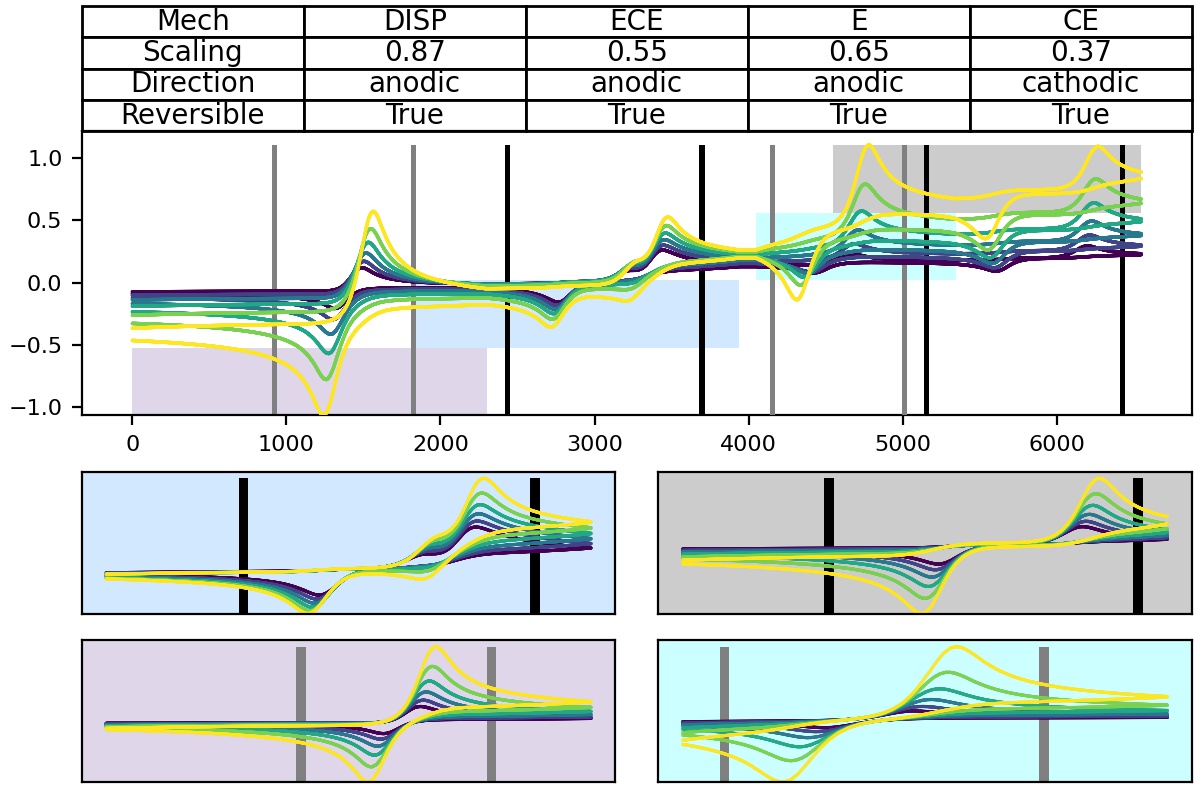 Mech DISP ECE E CE
Scaling 0.87 0.55 0.65 0.37
Direction anodic anodic anodic cathodic
Reversible True True True True
1.0
0.5
0.0
−0.5
−1.0
0 1000 2000 3000 4000 5000 6000